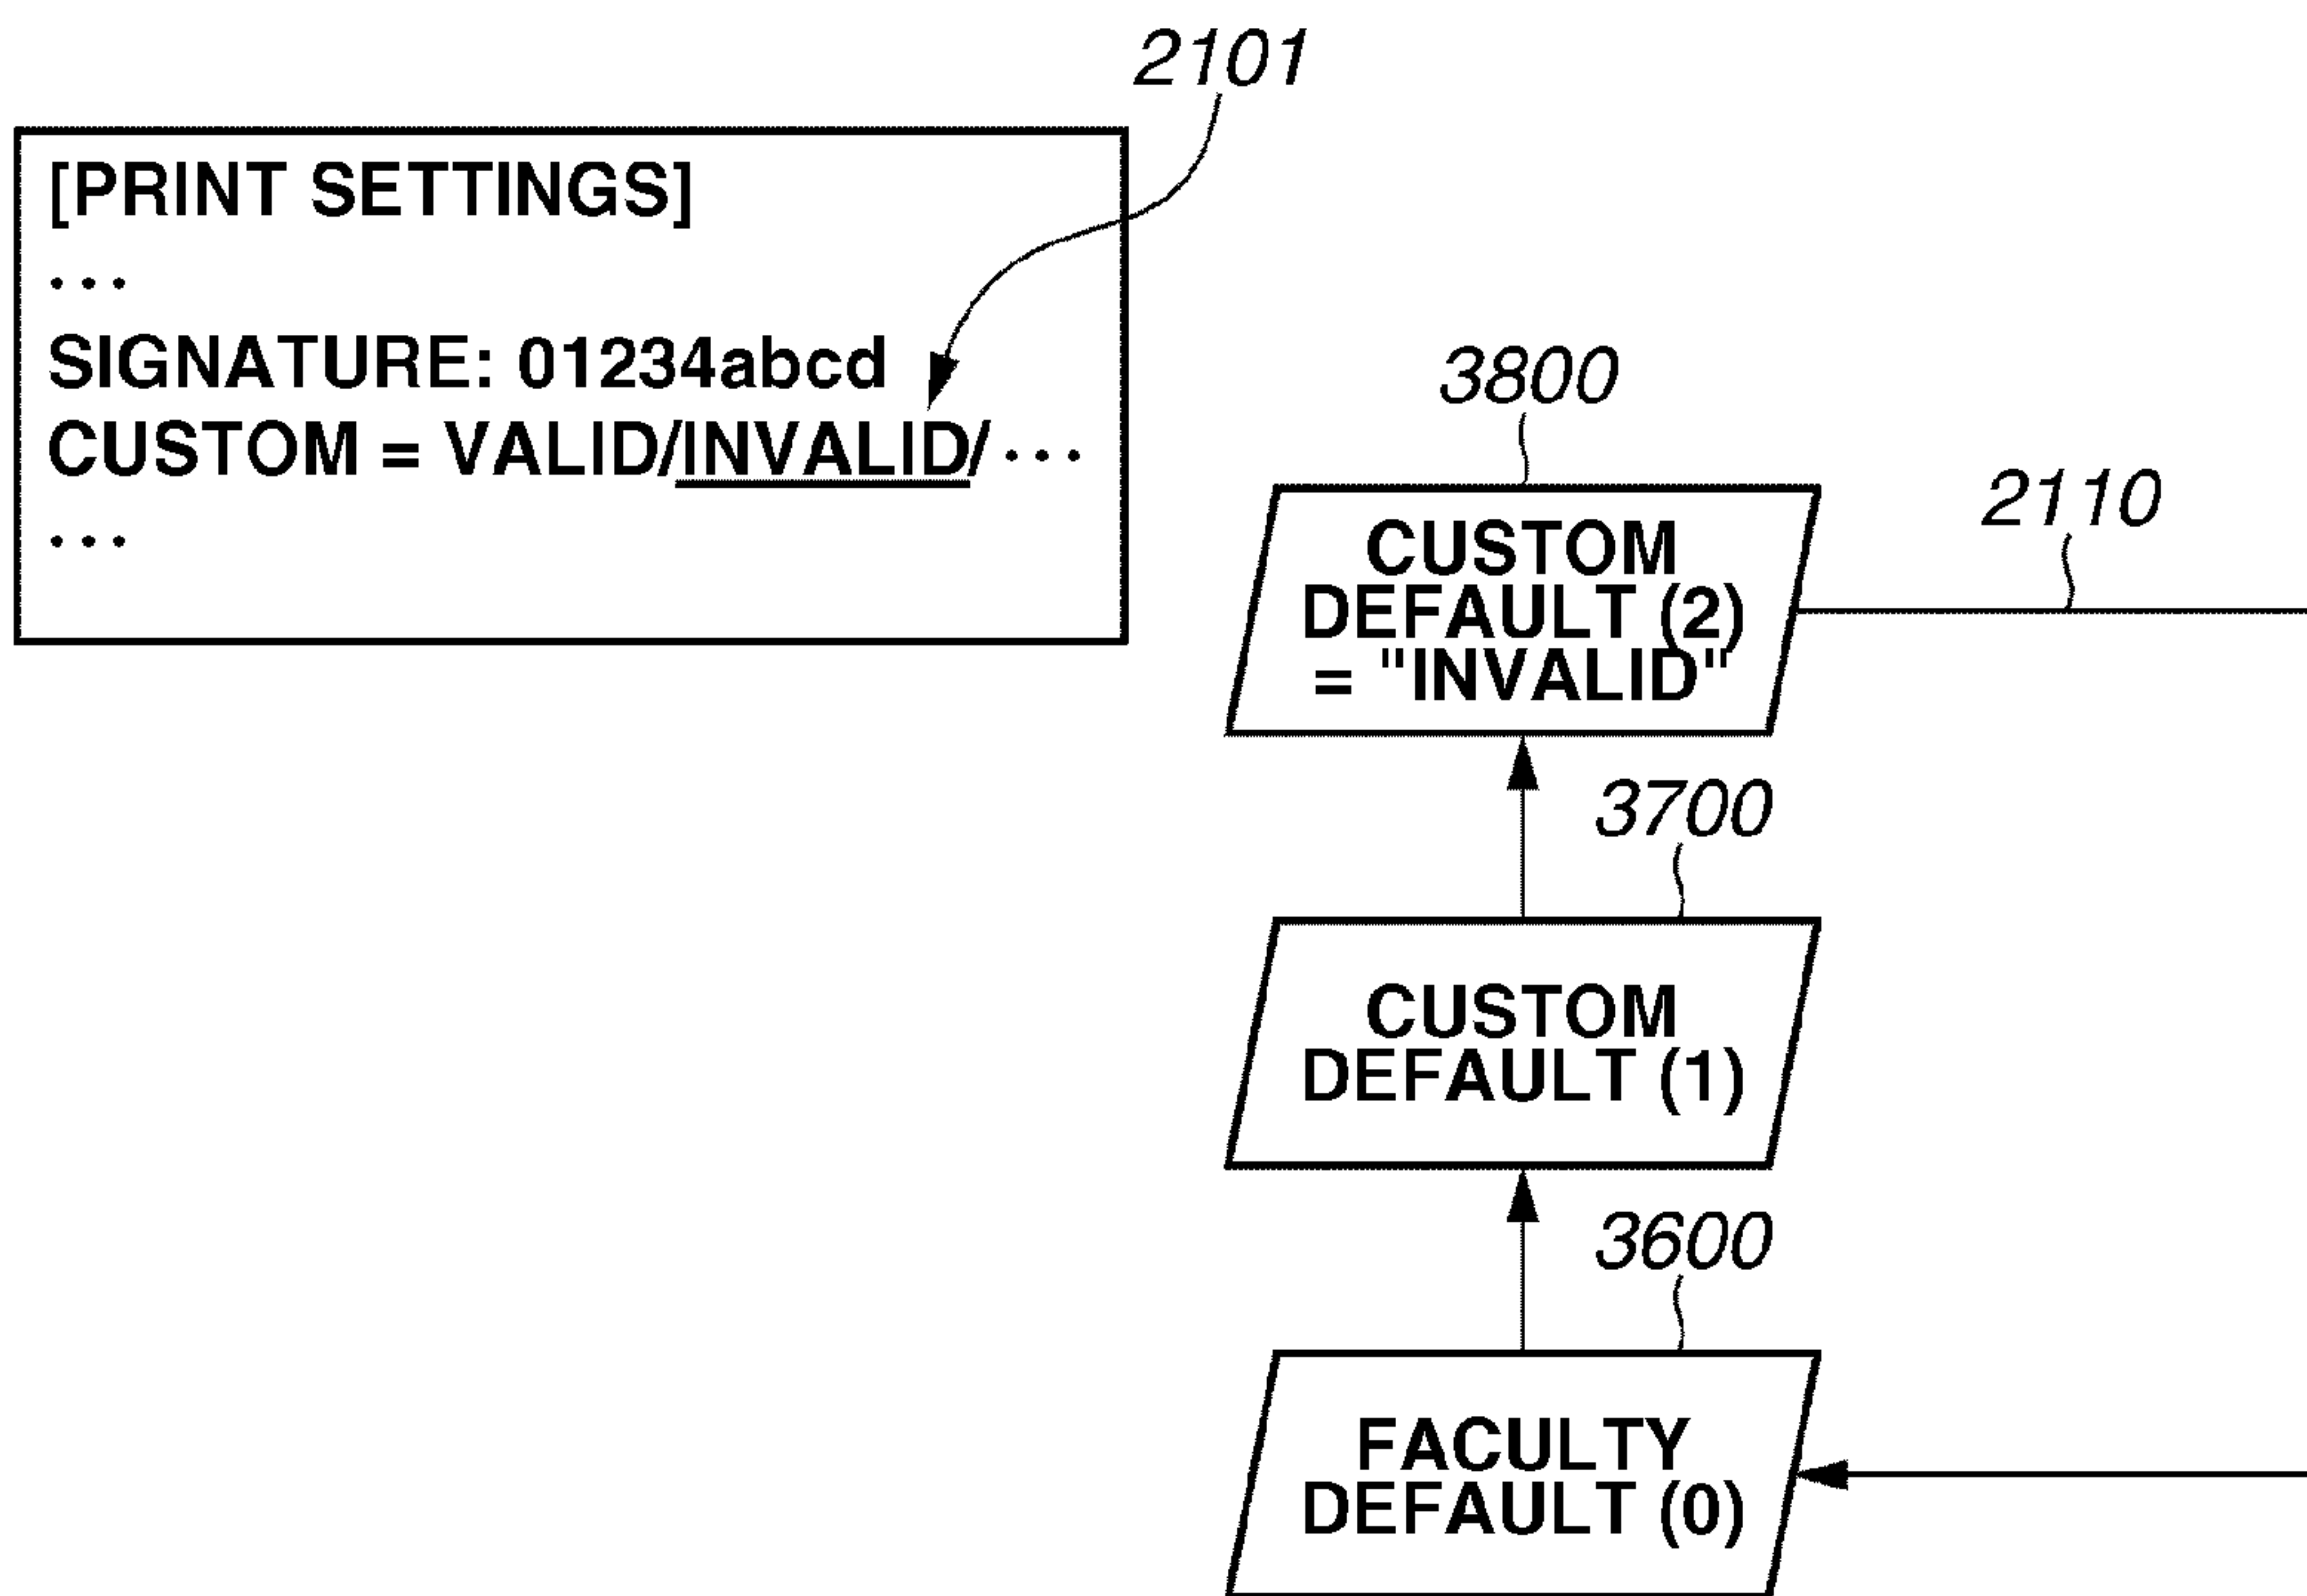 2101
[PRINT SETTINGS]
...
SIGNATURE: 01234abcd
CUSTOM = VALID/INVALID/...
...
3800
2110
CUSTOM
DEFAULT (2)
= "INVALID"
3700
CUSTOM
DEFAULT (1)
3600
FACULTY
DEFAULT (0)